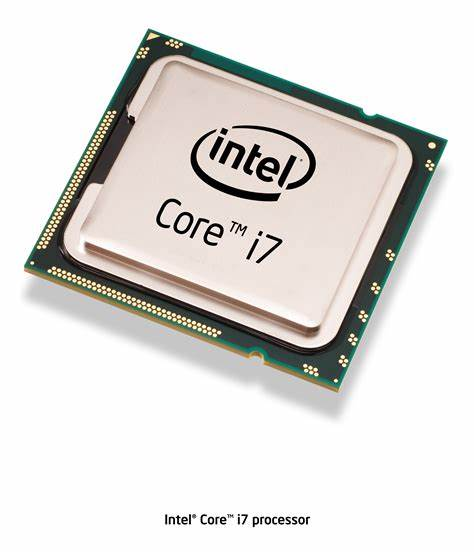 intel
Core™ i7
Intel® Core™ i7 processor